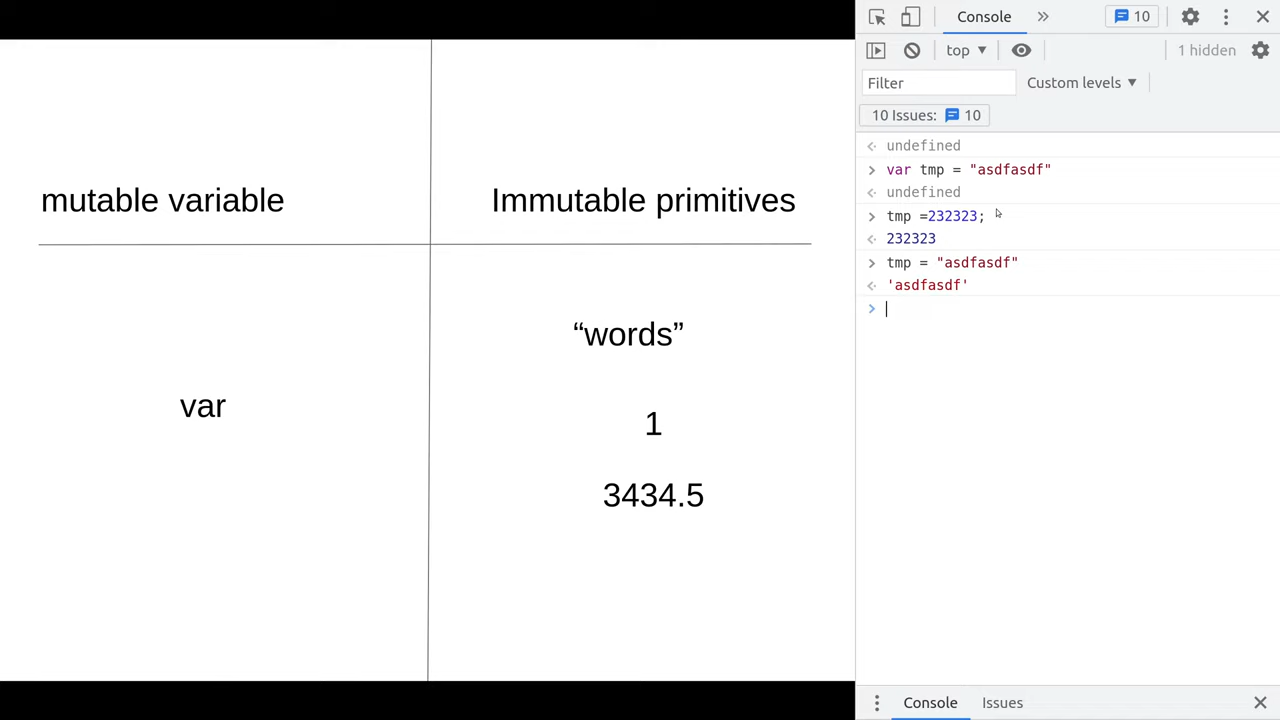 mutable variable
Immutable primitives
“words”
var
1
3434.5
Console
10
top
1 hidden
Filter
Custom levels
10 Issues: 10
undefined
var tmp = "asdfasdf"
undefined
tmp =232323;
232323
tmp = "asdfasdf"
'asdfasdf'
Console
Issues